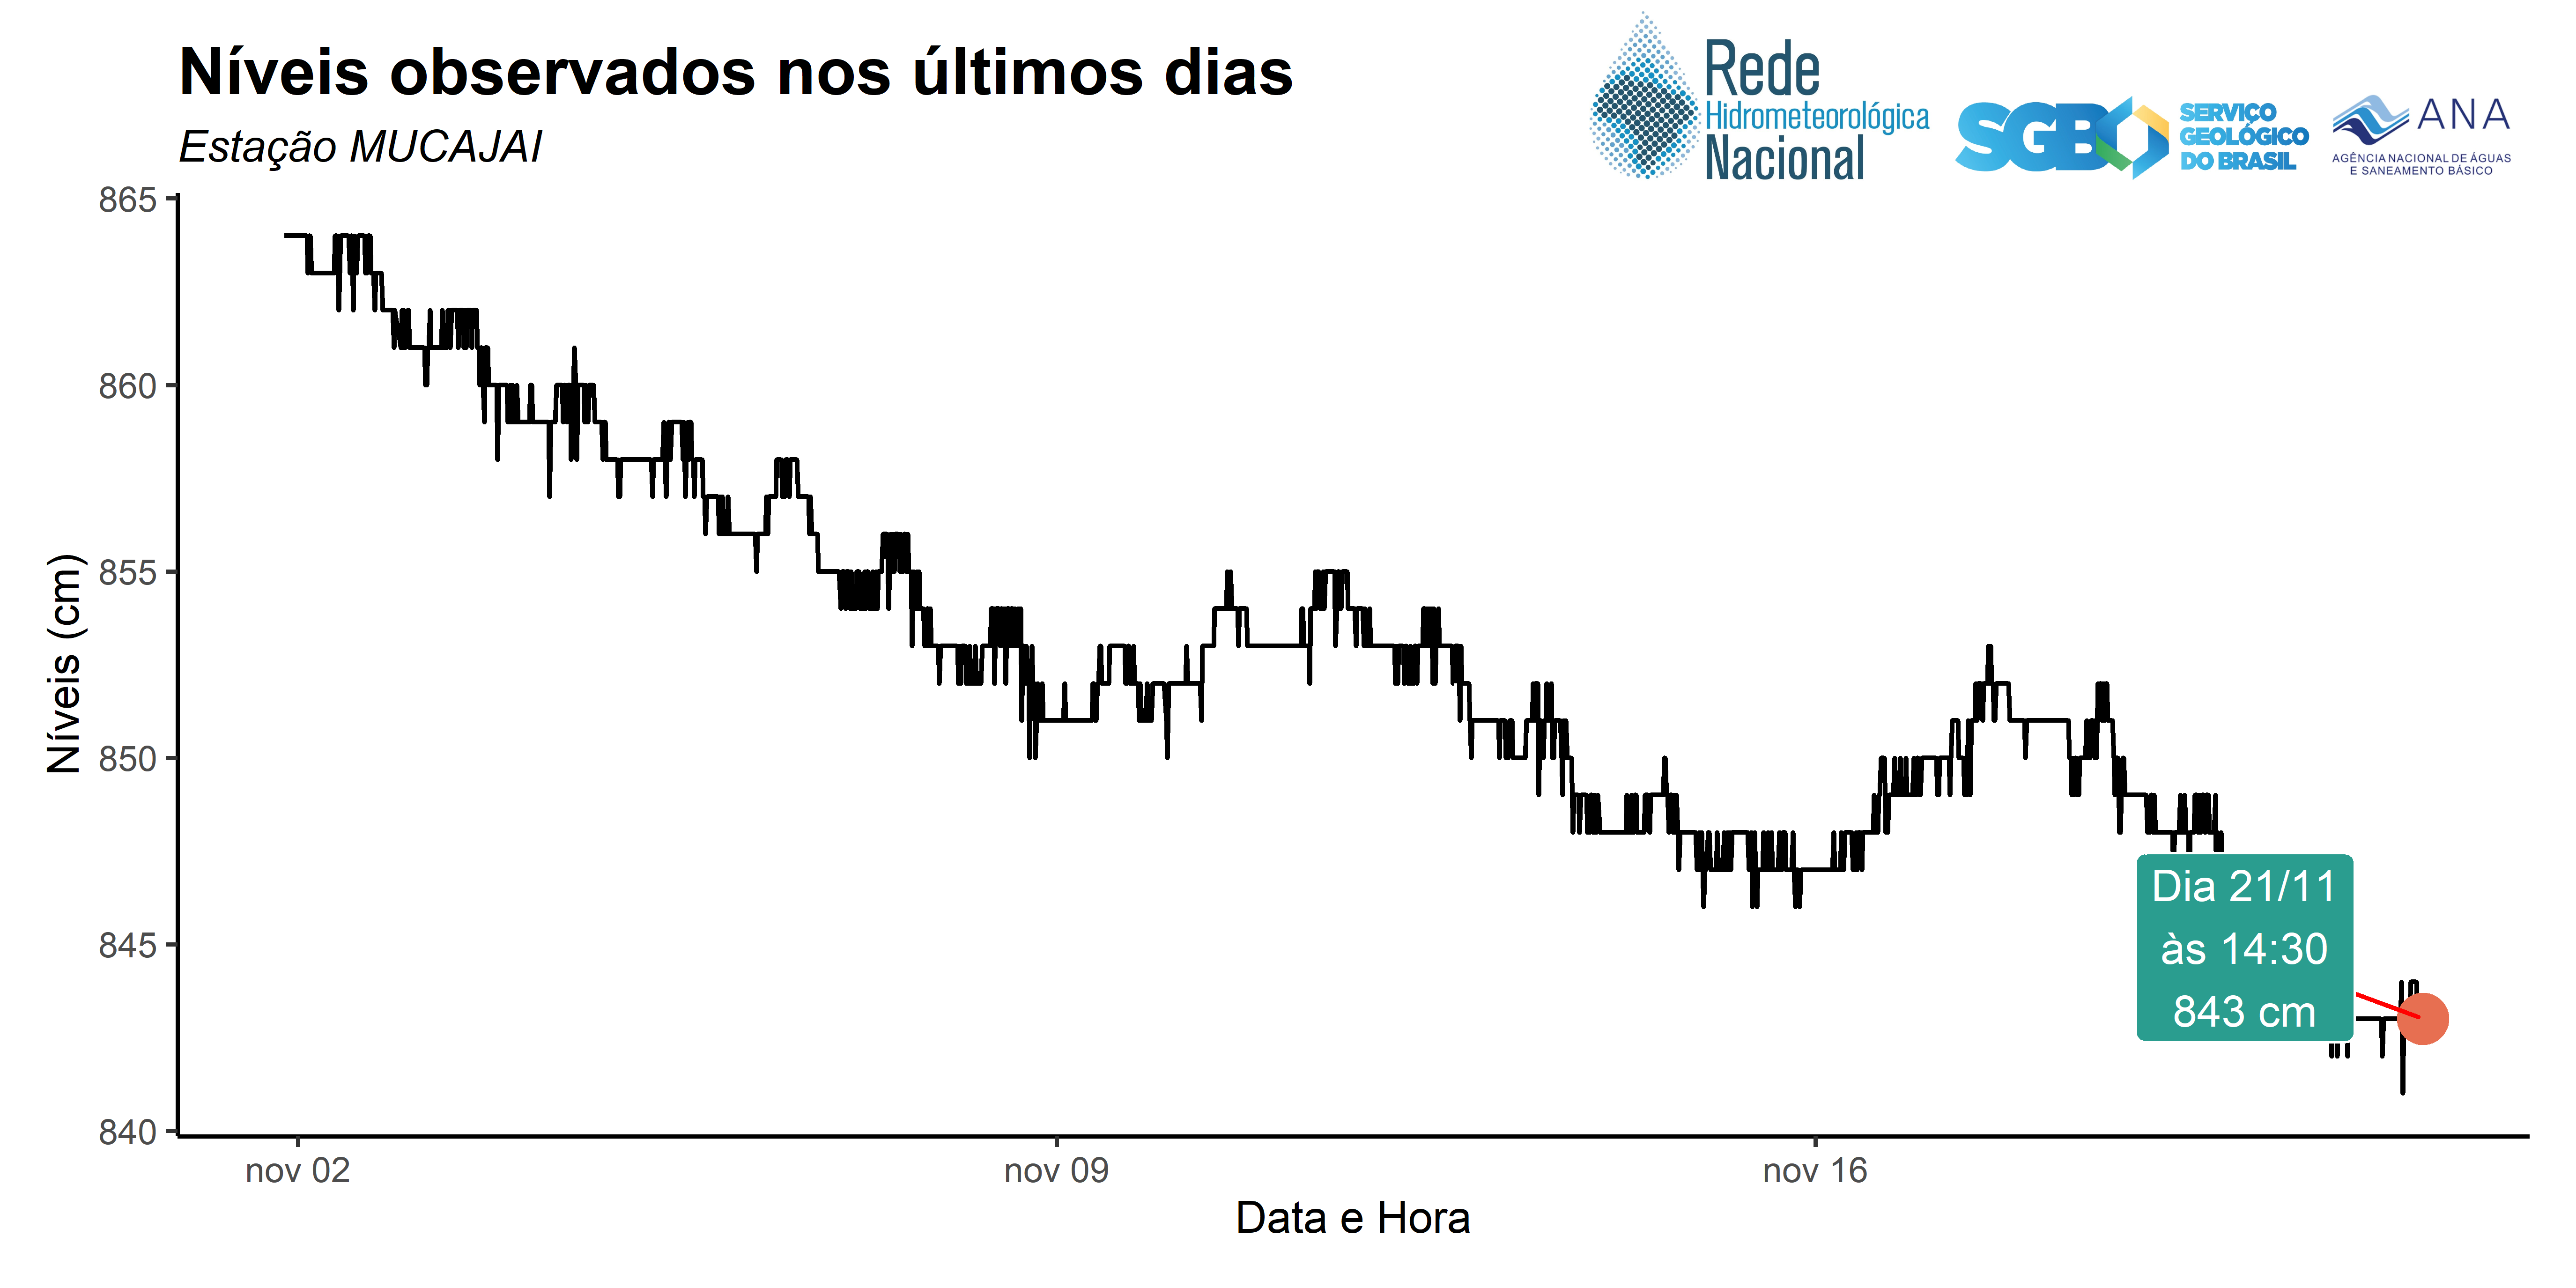 Níveis observados nos últimos dias
Estação MUCAJAI
Rede
Hidrometeorológica
Nacional
SGB
SERVIÇO
GEOLÓGICO
DO BRASIL
ANA
AGÊNCIA NACIONAL DE ÁGUAS
E SANEAMENTO BÁSICO
Níveis (cm)
865
860
855
850
845
840
Dia 21/11
às 14:30
843 cm
nov 02
nov 09
nov 16
Data e Hora